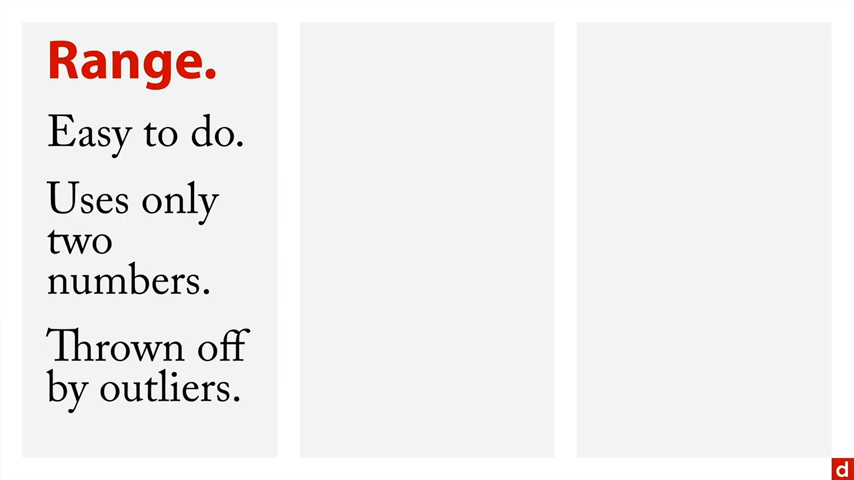 Range.
Easy to do.
Uses only
two
numbers.
Thrown off
by outliers.
d